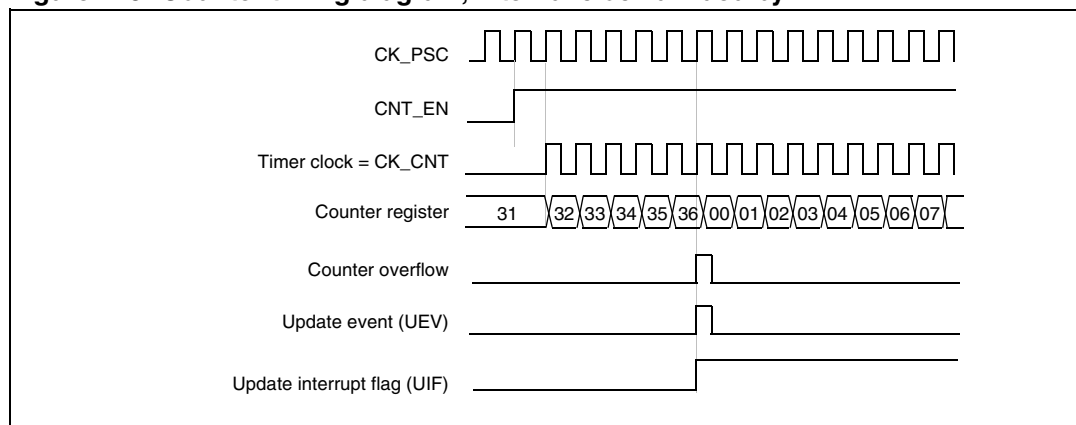 CK_PSC
CNT_EN
Timer clock = CK_CNT
Counter register 31 32 33 34 35 36 00 01 02 03 04 05 06 07
Counter overflow
Update event (UEV)
Update interrupt flag (UIF)